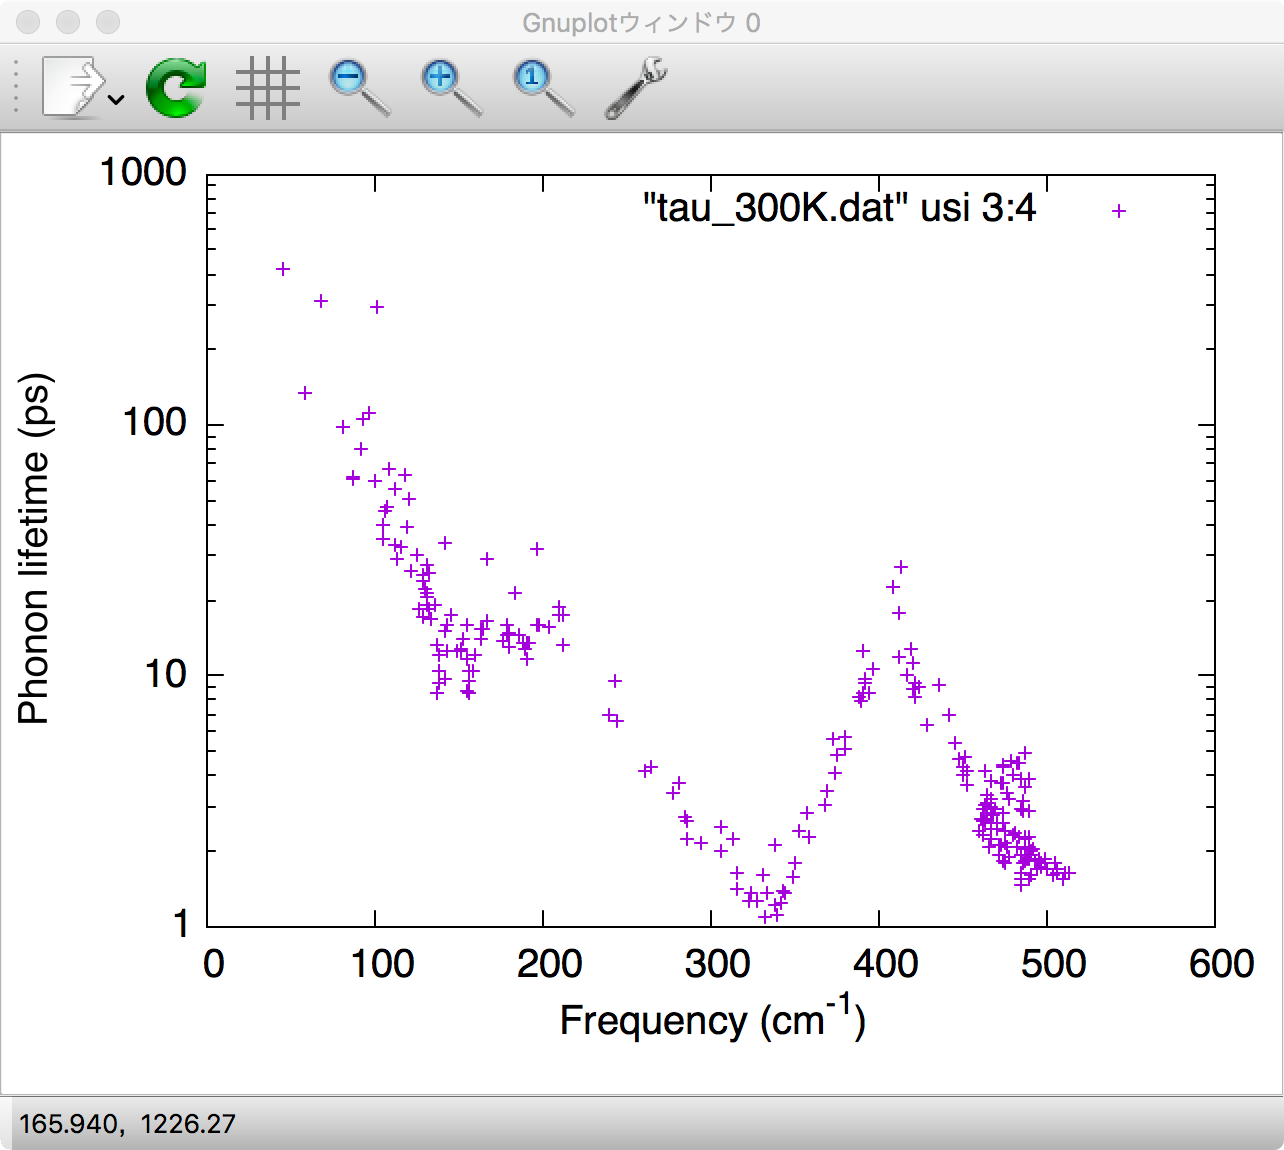 Gnuplotウィンドウ 0
1
1000
"tau_300K.dat" usi 3:4
100
10
1
Phonon lifetime (ps)
0 100 200 300 400 500 600
Frequency (cm⁻¹)
165.940, 1226.27